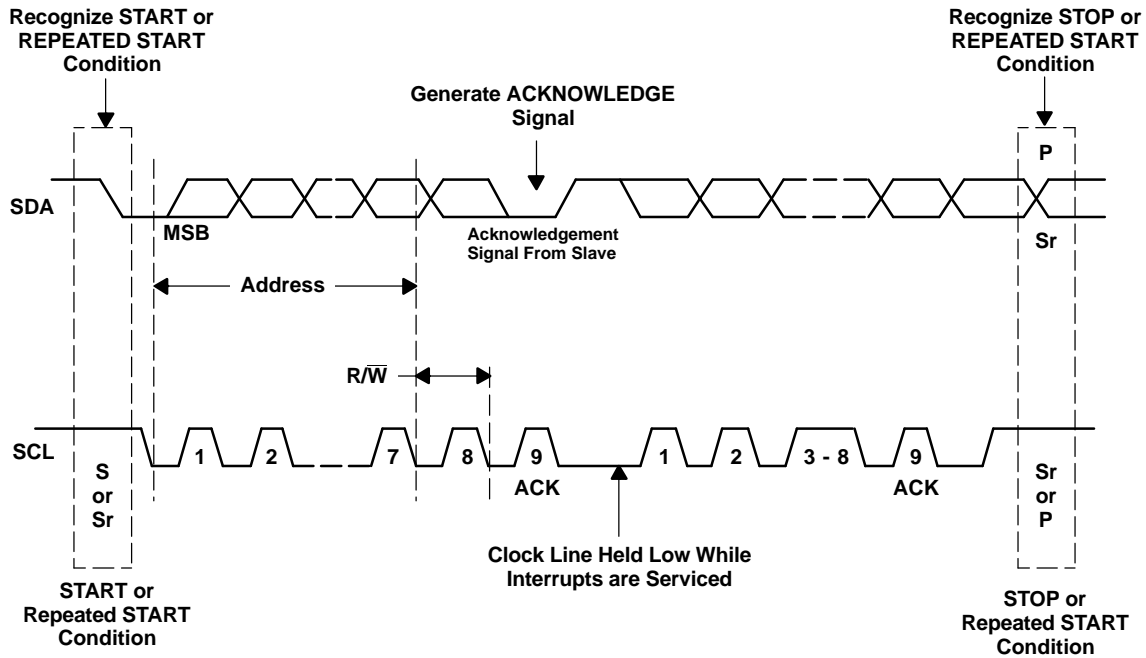 Recognize START or
REPEATED START
Condition
Recognize STOP or
REPEATED START
Condition
Generate ACKNOWLEDGE
Signal
P
SDA
MSB
Acknowledgement
Signal From Slave
Sr
Address
R/W̅
SCL
1
2
7
8
9
1
2
3 - 8
9
ACK
ACK
S
or
Sr
Sr
or
P
Clock Line Held Low While
Interrupts are Serviced
START or
Repeated START
Condition
STOP or
Repeated START
Condition